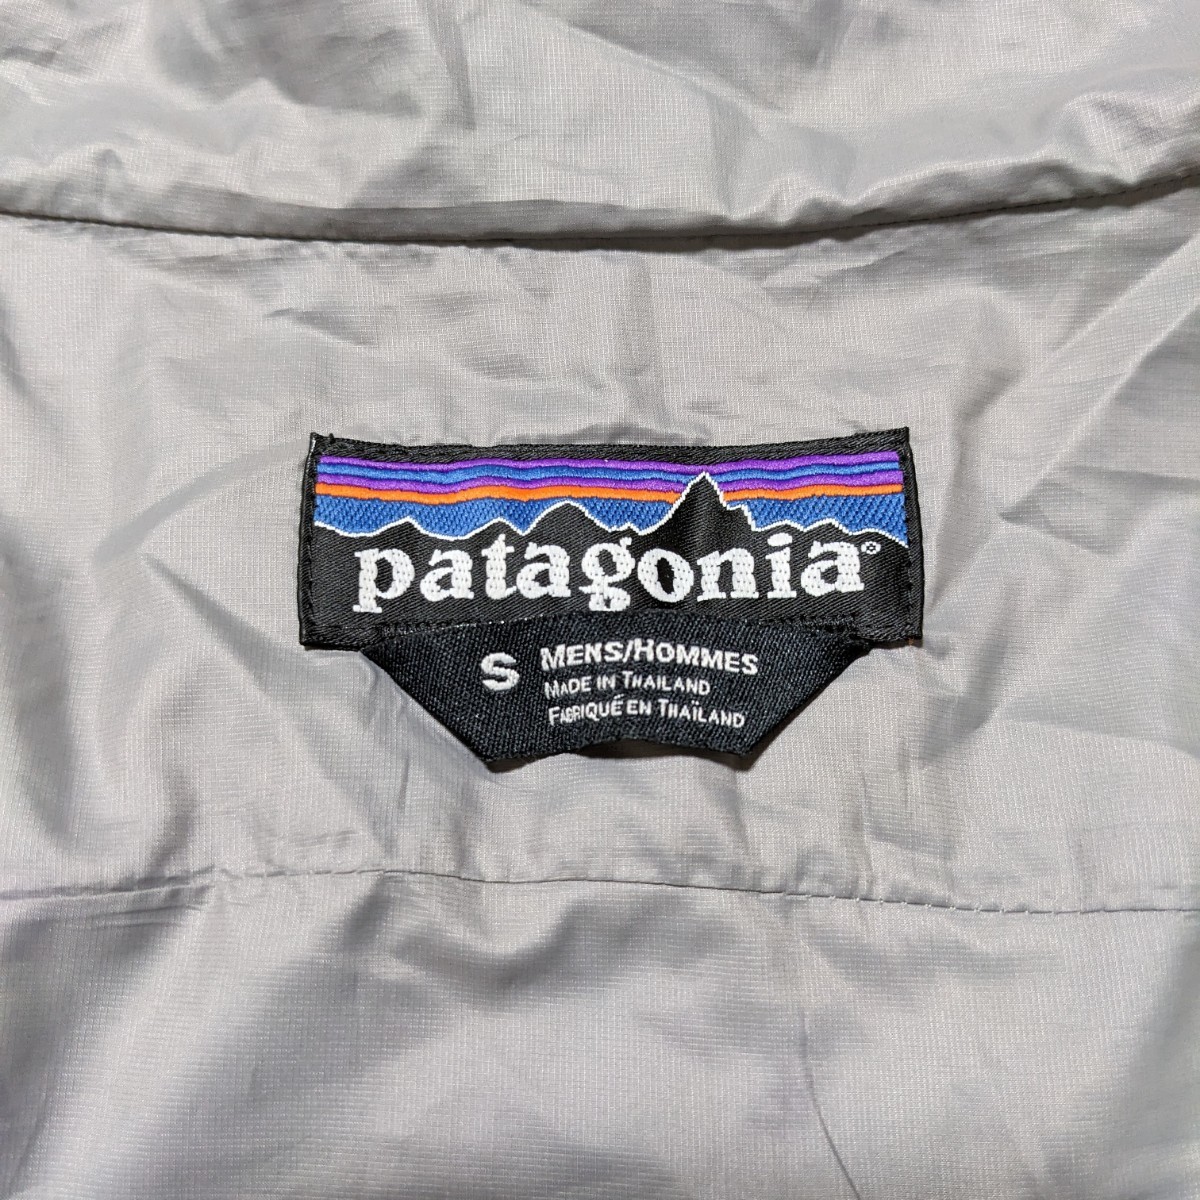 patagonia®
S MENS/HOMMES
MADE IN THAILAND
FABRIQUÉ EN THAÏLAND